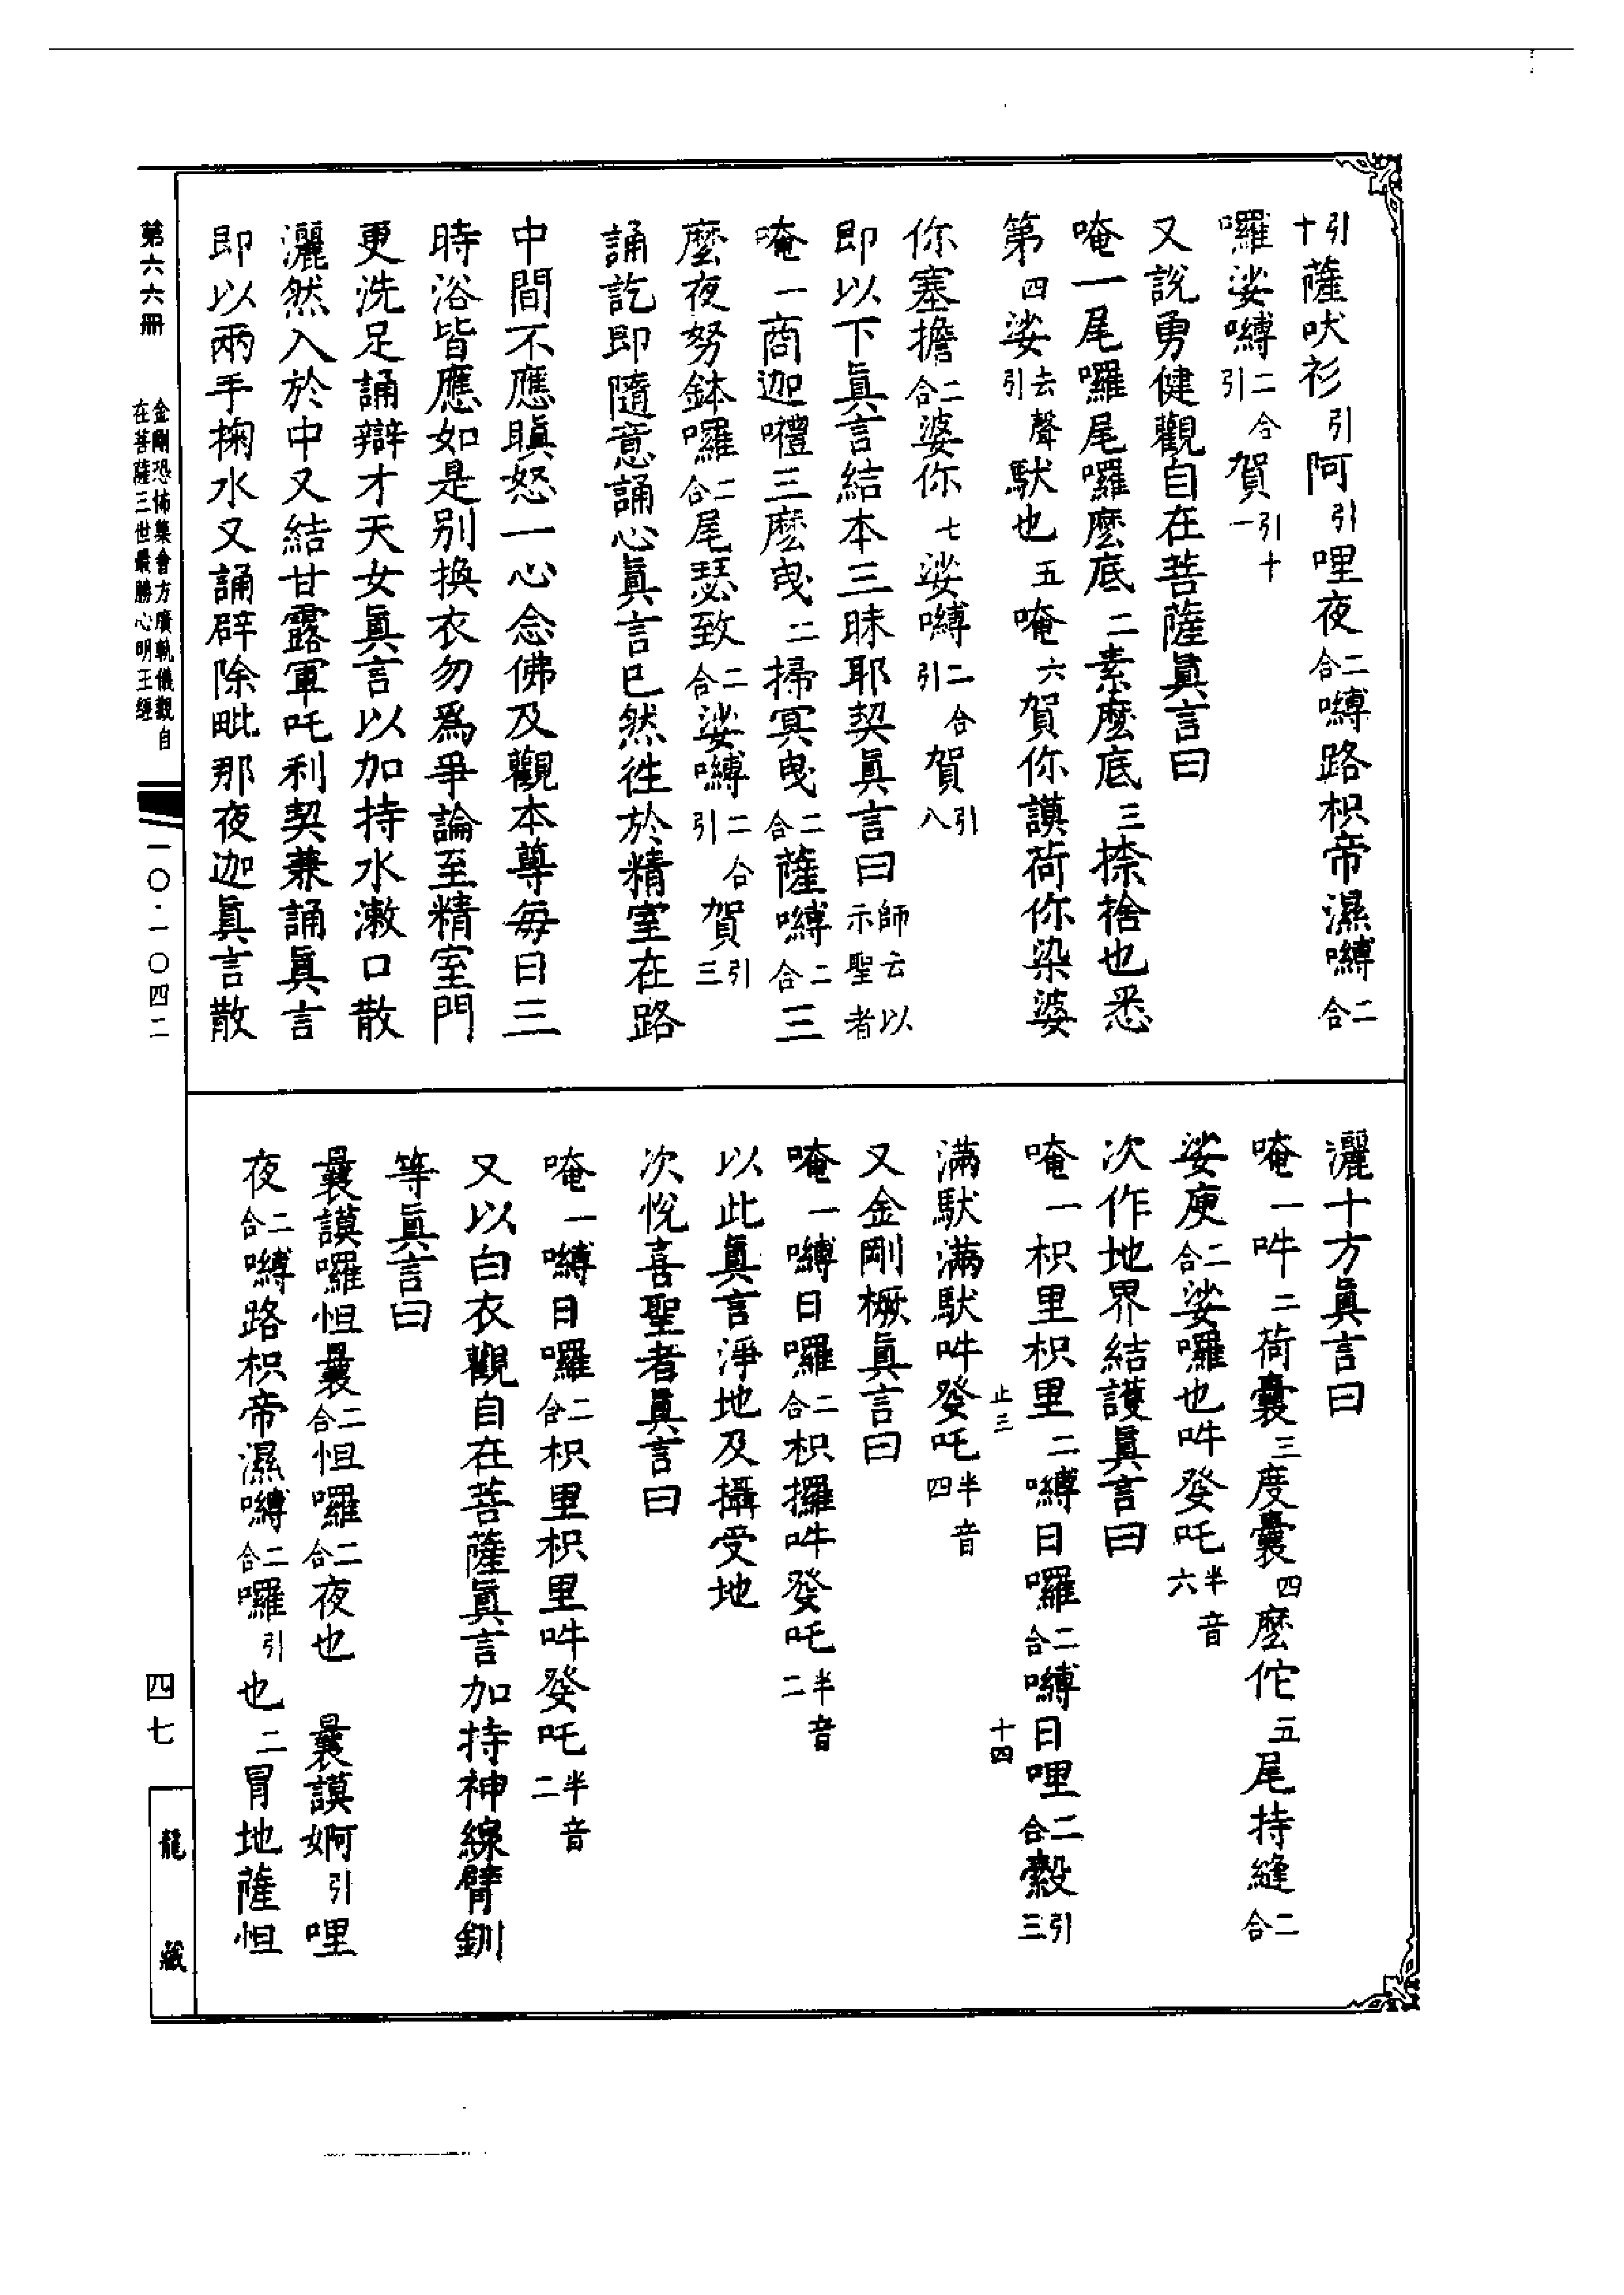 引十薩吠衫引阿引哩夜二合嚩路枳帝濕嚩二合
囉娑嚩二合引賀引十一
又說勇健觀自在菩薩眞言曰
唵一尾囉尾囉麼底二素麼底三捺捨也悉
第四娑去聲引馱也五唵六賀你謨荷你染婆
你塞擔二合婆你七娑嚩二合引賀引八
即以下眞言結本三昧耶契眞言曰師云以示聖者
唵一商迦禮三麼曳二掃冥曳二合薩嚩二合三
麼夜努鉢囉二合尾瑟致二合娑嚩二合引賀引三
誦訖即隨意誦心眞言已然徃於精室在路
中間不應瞋怒一心念佛及觀本尊每日三
時浴皆應如是別換衣勿爲爭論至精室門
更洗足誦辯才天女眞言以加持水漱口散
灑然入於中又結甘露軍吒利契兼誦眞言
即以兩手掬水又誦辟除毗那夜迦眞言散
灑十方眞言曰
唵一吽二荷曩三度曩四麼佗五尾持縫二合
娑庾二合娑囉也吽癹吒半音六
次作地界結護眞言曰
唵一枳里枳里二嚩日囉二合嚩日哩二合縠引三
止三 十四
滿馱滿馱吽癹吒半音四
又金剛橛眞言曰
唵一嚩日囉二合枳攞吽癹吒半音二
以此眞言淨地及攝受地
次悅喜聖者眞言曰
唵一嚩日囉二合枳里枳里吽癹吒半音二
又以白衣觀自在菩薩眞言加持神線臂釧
等眞言曰
曩謨囉怛曩二合怛囉二合夜也 曩謨婀引哩
夜二合嚩路枳帝濕嚩二合囉引也二冐地薩怛
第六六册
金剛恐怖集會方廣軌儀觀自
在菩薩三世最勝心明王經
一〇·一〇四二
四七
龍藏